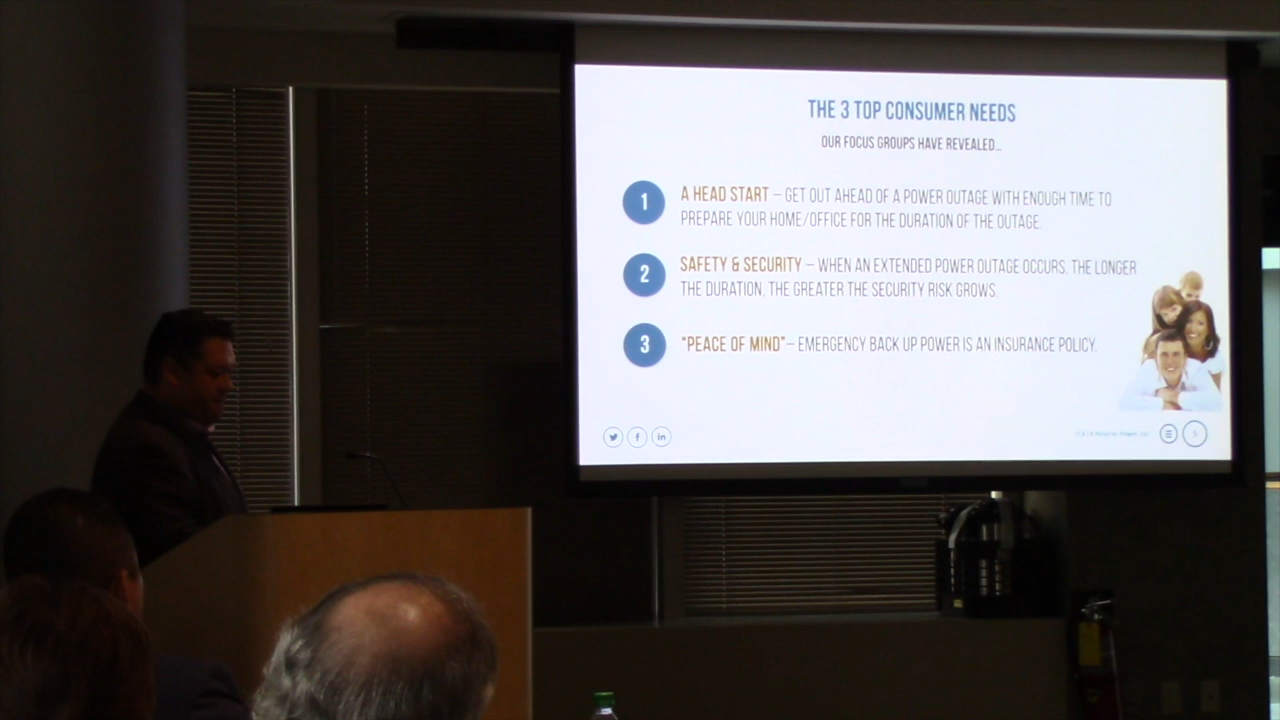 THE 3 TOP CONSUMER NEEDS
OUR FOCUS GROUPS HAVE REVEALED...
1
A HEAD START – GET OUT AHEAD OF A POWER OUTAGE WITH ENOUGH TIME TO
PREPARE YOUR HOME/OFFICE FOR THE DURATION OF THE OUTAGE.
2
SAFETY & SECURITY – WHEN AN EXTENDED POWER OUTAGE OCCURS, THE LONGER
THE DURATION, THE GREATER THE SECURITY RISK GROWS.
3
"PEACE OF MIND"– EMERGENCY BACK UP POWER IS AN INSURANCE POLICY.
f in
5